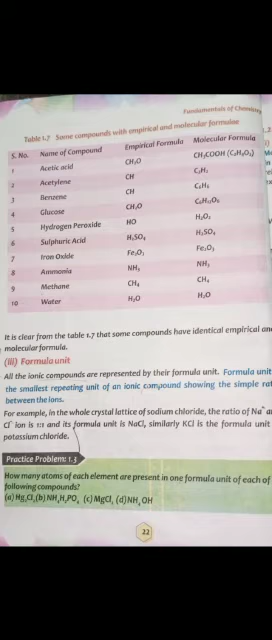 Fundamentals of Chemistry
Table 1.7 Some compounds with empirical and molecular formulae
S. No. Name of Compound Empirical Formula Molecular Formula
1 Acetic acid CH₂O CH₃COOH (C₂H₄O₂)
2 Acetylene CH C₂H₂
3 Benzene CH C₆H₆
4 Glucose CH₂O C₆H₁₂O₆
5 Hydrogen Peroxide HO H₂O₂
6 Sulphuric Acid H₂SO₄ H₂SO₄
7 Iron Oxide Fe₂O₃ Fe₂O₃
8 Ammonia NH₃ NH₃
9 Methane CH₄ CH₄
10 Water H₂O H₂O
It is clear from the table 1.7 that some compounds have identical empirical and
molecular formula.
(iii) Formula unit
All the ionic compounds are represented by their formula unit. Formula unit
the smallest repeating unit of an ionic compound showing the simple rat
between the ions.
For example, in the whole crystal lattice of sodium chloride, the ratio of Na⁺ a
Cl⁻ ion is 1:1 and its formula unit is NaCl, similarly KCl is the formula unit
potassium chloride.
Practice Problem: 1.3
How many atoms of each element are present in one formula unit of each of
following compounds?
(a) Hg₂Cl₂ (b) NH₄H₂PO₄ (c) MgCl₂ (d) NH₄OH
22